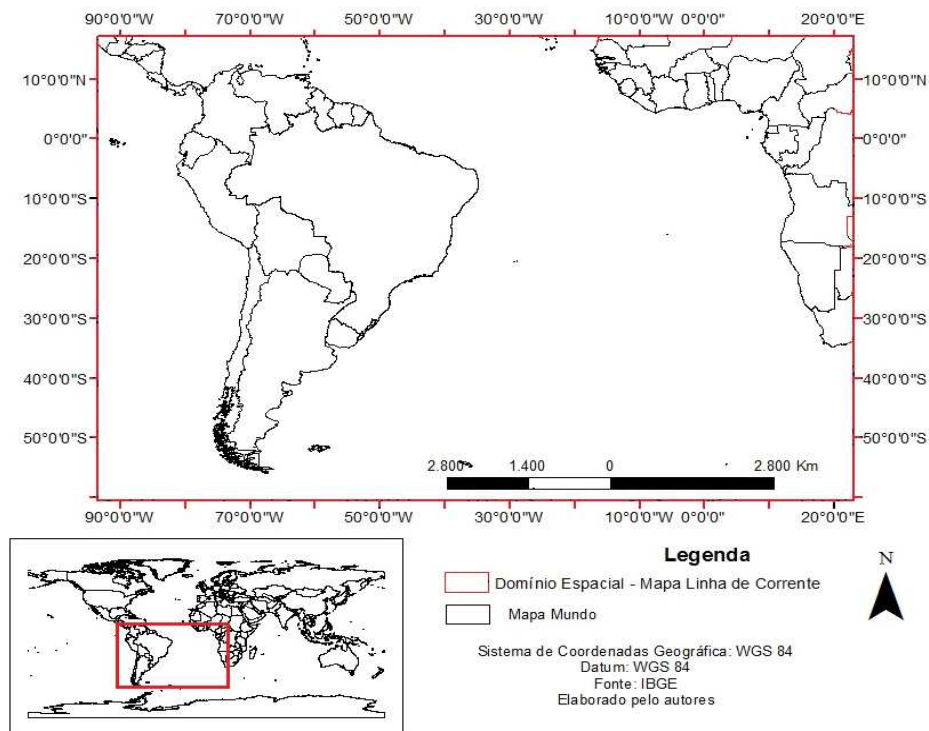 90°0'0"W 70°0'0"W 50°0'0"W 30°0'0"W 10°0'0"W 0°0'0" 20°0'0"E
10°0'0"N 10°0'0"N
0°0'0" 0°0'0"
10°0'0"S 10°0'0"S
20°0'0"S 20°0'0"S
30°0'0"S 30°0'0"S
40°0'0"S 40°0'0"S
50°0'0"S 50°0'0"S
2.800 1.400 0 2.800 Km
90°0'0"W 70°0'0"W 50°0'0"W 30°0'0"W 10°0'0"W 0°0'0" 20°0'0"E
Legenda
N
Domínio Espacial - Mapa Linha de Corrente
Mapa Mundo
Sistema de Coordenadas Geográfica: WGS 84
Datum: WGS 84
Fonte: IBGE
Elaborado pelo autores